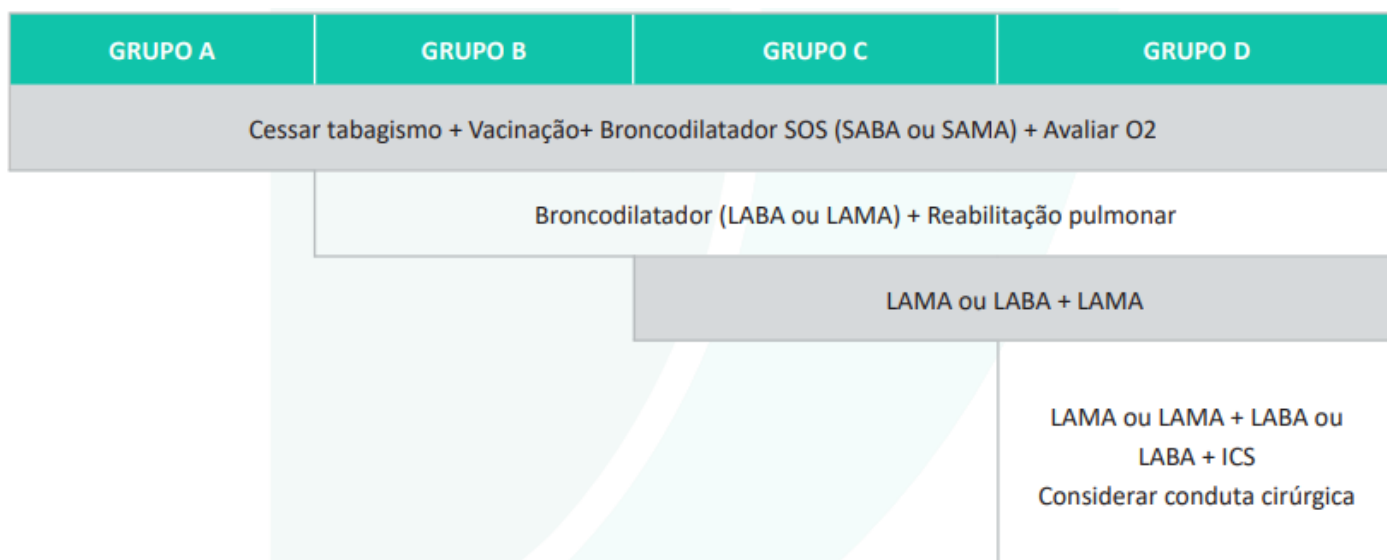 GRUPO A
GRUPO B
GRUPO C
GRUPO D
Cessar tabagismo + Vacinação+ Broncodilatador SOS (SABA ou SAMA) + Avaliar O2
Broncodilatador (LABA ou LAMA) + Reabilitação pulmonar
LAMA ou LABA + LAMA
LAMA ou LAMA + LABA ou
LABA + ICS
Considerar conduta cirúrgica